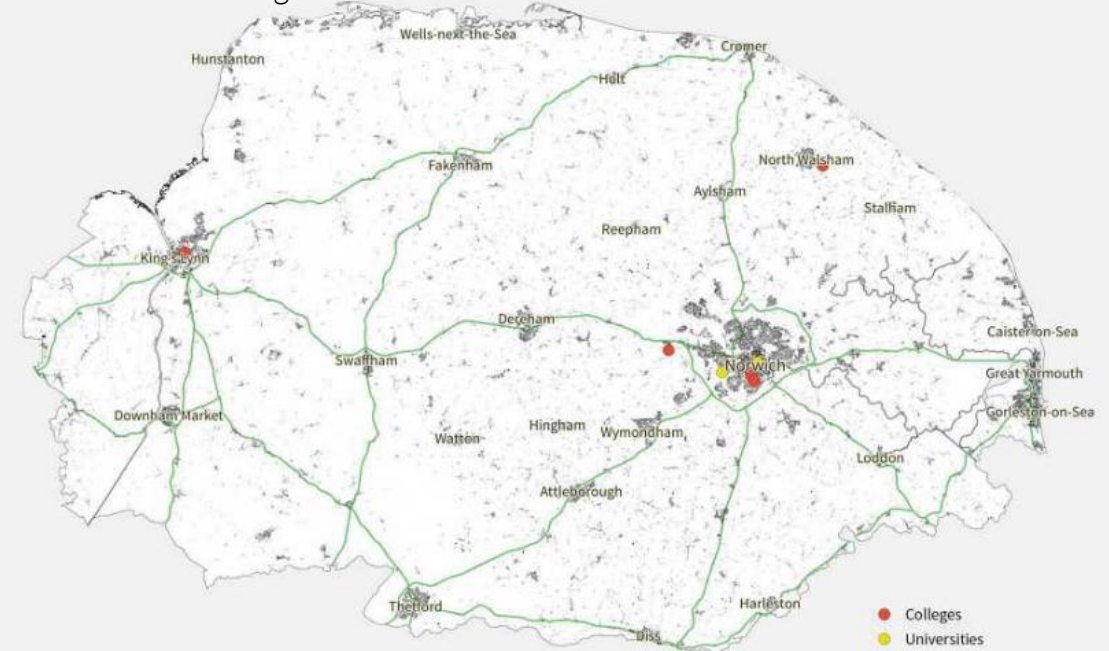 Wells-next-the-Sea
Cromer
Hunstanton
Holt
North Walsham
Fakenham
Aylsham
Stalham
Reepham
King's Lynn
Dereham
Caister-on-Sea
Swaffham
Norwich
Great Yarmouth
Downham Market
Gorleston-on-Sea
Hingham
Wymondham
Watton
Loddon
Attleborough
Thetford
Harleston
Diss
Colleges
Universities